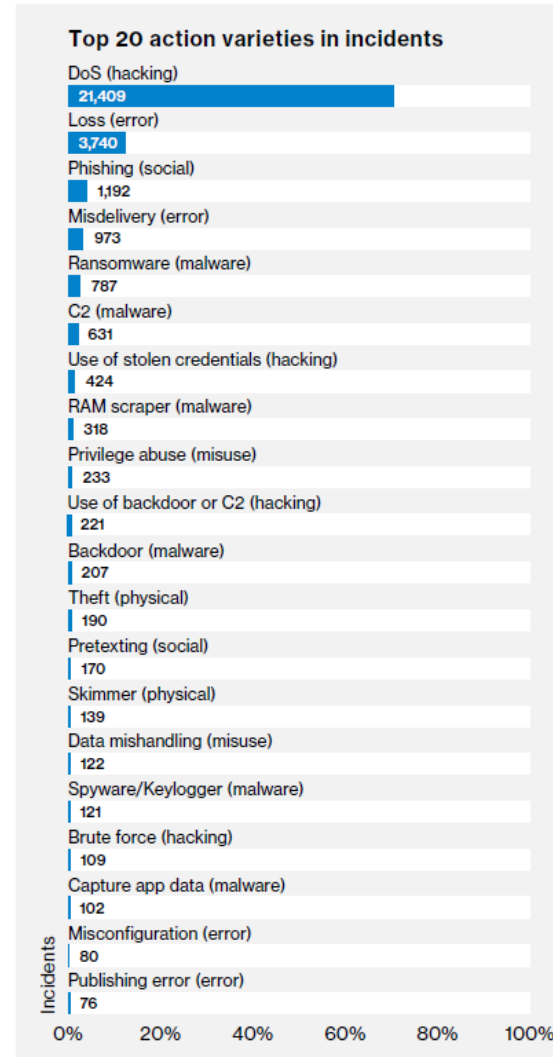 Top 20 action varieties in incidents
DoS (hacking)
21,409
Loss (error)
3,740
Phishing (social)
1,192
Misdelivery (error)
973
Ransomware (malware)
787
C2 (malware)
631
Use of stolen credentials (hacking)
424
RAM scraper (malware)
318
Privilege abuse (misuse)
233
Use of backdoor or C2 (hacking)
221
Backdoor (malware)
207
Theft (physical)
190
Pretexting (social)
170
Skimmer (physical)
139
Data mishandling (misuse)
122
Spyware/Keylogger (malware)
121
Brute force (hacking)
109
Capture app data (malware)
102
Misconfiguration (error)
80
Publishing error (error)
76
Incidents
0% 20% 40% 60% 80% 100%